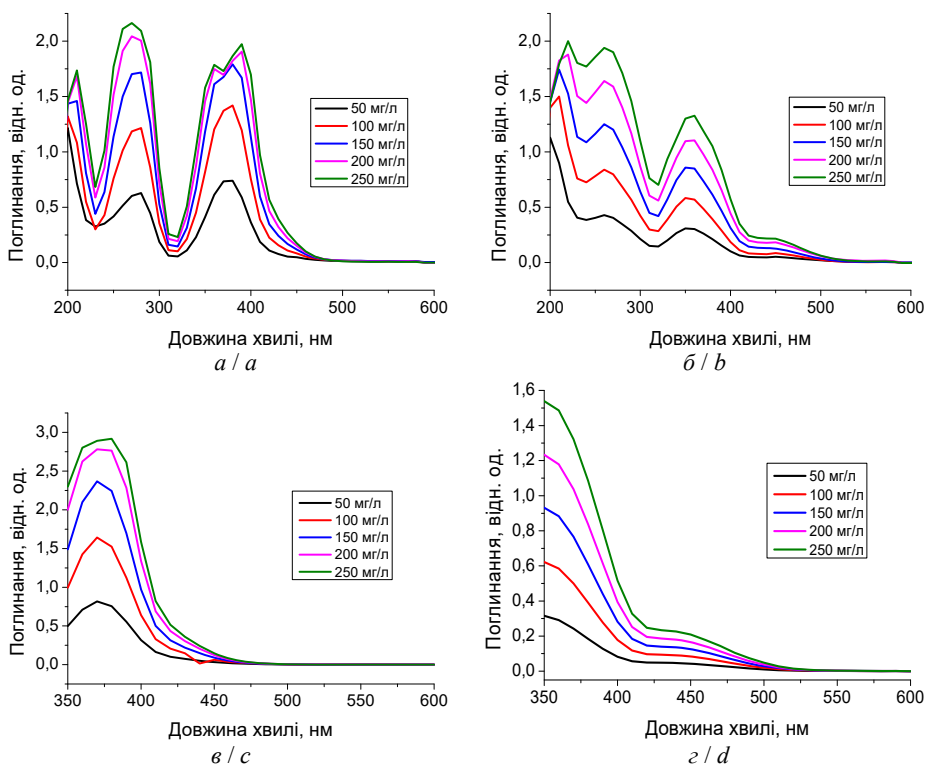 Поглинання, відн. од.
2,0
1,5
1,0
0,5
0,0
50 мг/л
100 мг/л
150 мг/л
200 мг/л
250 мг/л
200 300 400 500 600
Довжина хвилі, нм
а / a
Поглинання, відн. од.
2,0
1,5
1,0
0,5
0,0
50 мг/л
100 мг/л
150 мг/л
200 мг/л
250 мг/л
200 300 400 500 600
Довжина хвилі, нм
б / b
Поглинання, відн. од.
3,0
2,5
2,0
1,5
1,0
0,5
0,0
50 мг/л
100 мг/л
150 мг/л
200 мг/л
250 мг/л
350 400 450 500 550 600
Довжина хвилі, нм
в / c
Поглинання, відн. од.
1,6
1,4
1,2
1,0
0,8
0,6
0,4
0,2
0,0
50 мг/л
100 мг/л
150 мг/л
200 мг/л
250 мг/л
350 400 450 500 550 600
Довжина хвилі, нм
г / d